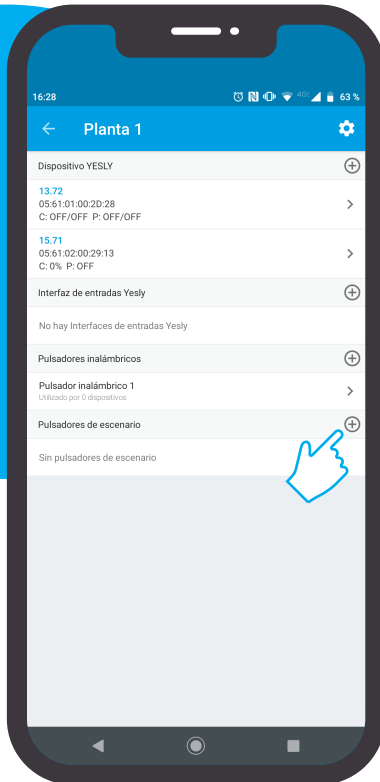 16:28 4G 63 %
Planta 1
Dispositivo YESLY
13.72
05:61:01:00:2D:28
C: OFF/OFF P: OFF/OFF
15.71
05:61:02:00:29:13
C: 0% P: OFF
Interfaz de entradas Yesly
No hay Interfaces de entradas Yesly
Pulsadores inalámbricos
Pulsador inalámbrico 1
Utilizado por 0 dispositivos
Pulsadores de escenario
Sin pulsadores de escenario